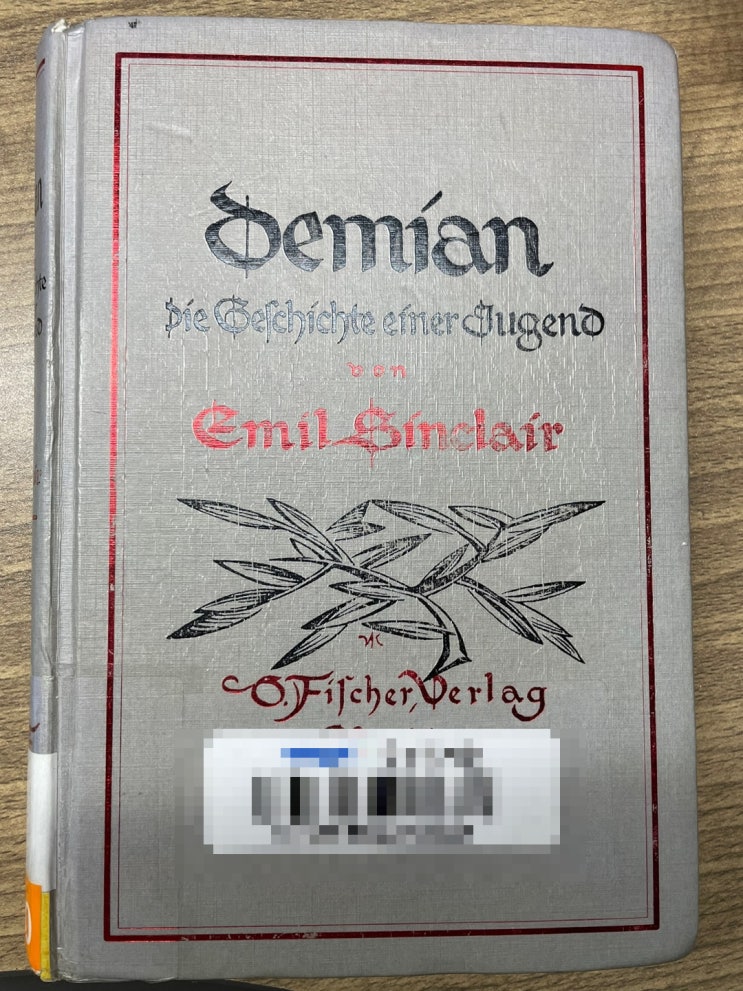 Demian
Die Geschichte einer Jugend
von
Emil Sinclair
S. Fischer, Verlag